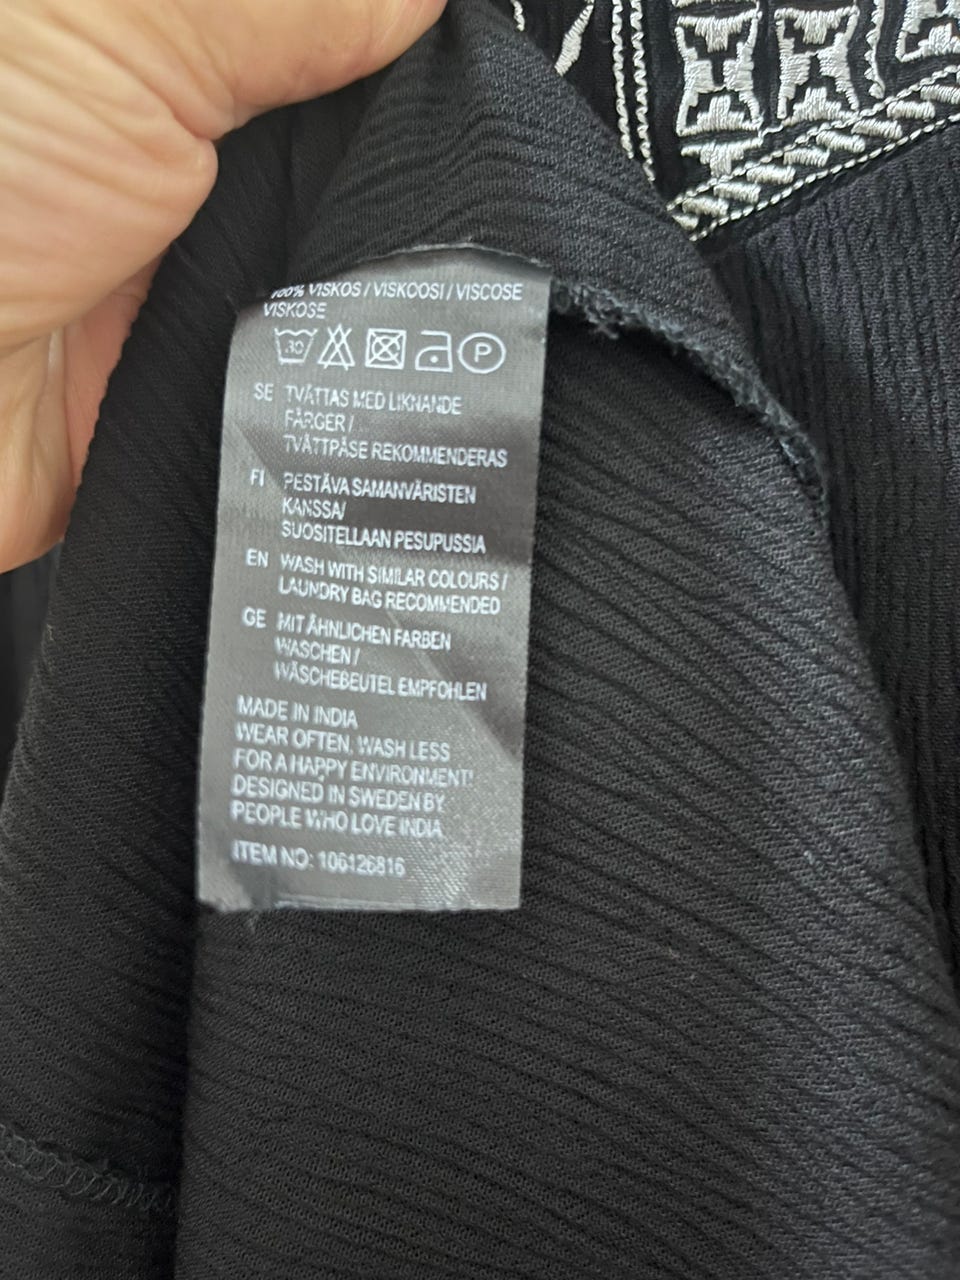 100% VISKOS / VISKOOSI / VISCOSE
VISKOSE
30 P
SE TVÄTTAS MED LIKNANDE
FÄRGER /
TVÄTTPÅSE REKOMMENDERAS
FI PESTÄVÄ SAMANVÄRISTEN
KANSSA/
SUOSITELLAAN PESUPUSSIA
EN WASH WITH SIMILAR COLOURS /
LAUNDRY BAG RECOMMENDED
GE MIT ÄHNLICHEN FARBEN
WASCHEN /
WÄSCHEBEUTEL EMPFOHLEN
MADE IN INDIA
WEAR OFTEN, WASH LESS
FOR A HAPPY ENVIRONMENT!
DESIGNED IN SWEDEN BY
PEOPLE WHO LOVE INDIA
ITEM NO: 106126816